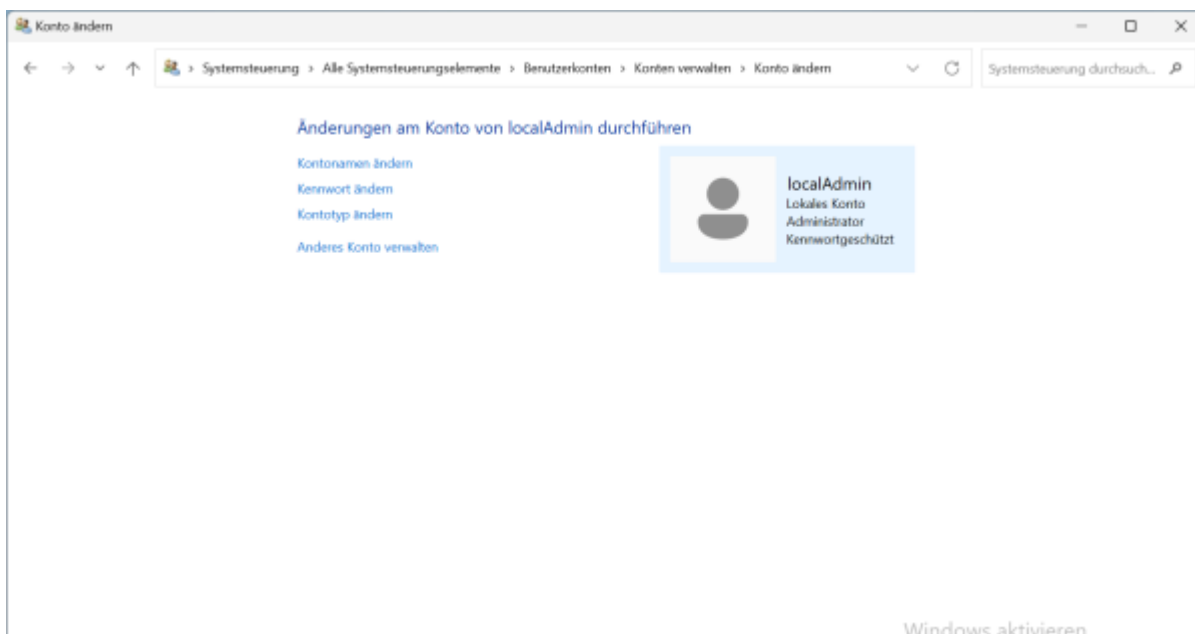 Konto ändern
Systemsteuerung > Alle Systemsteuerungselemente > Benutzerkonten > Konten verwalten > Konto ändern
Systemsteuerung durchsuch...
Änderungen am Konto von localAdmin durchführen
Kontonamen ändern
Kennwort ändern
Kontotyp ändern
Anderes Konto verwalten
localAdmin
Lokales Konto
Administrator
Kennwortgeschützt
Windows aktivieren